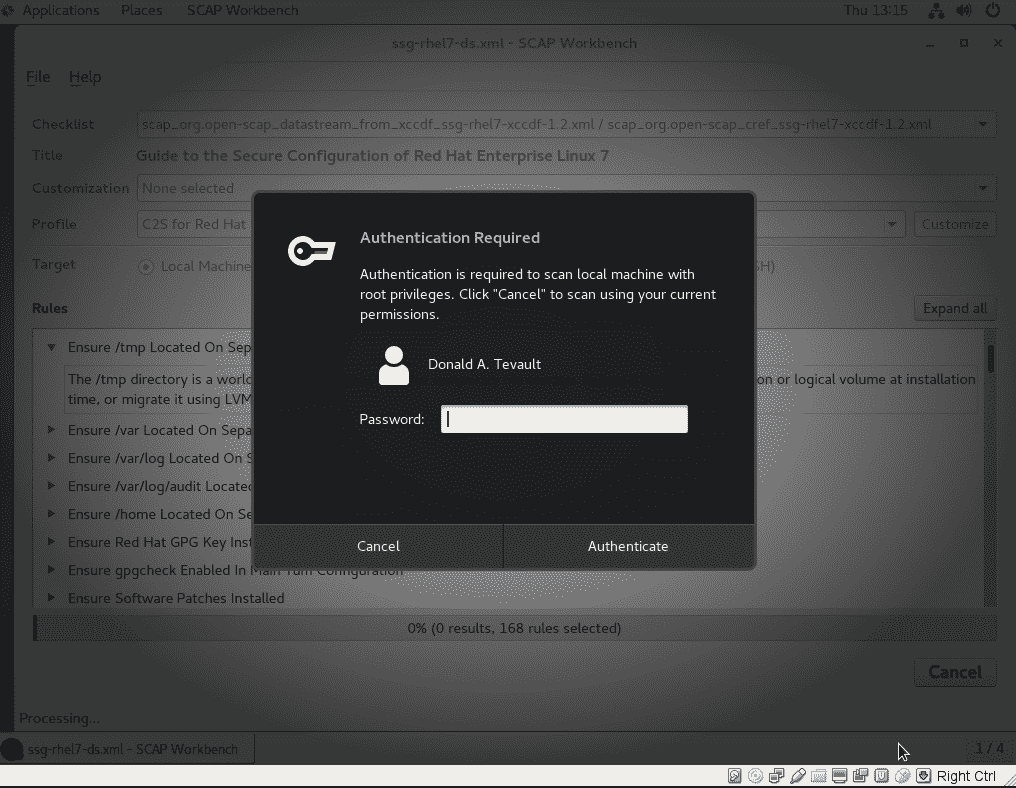 Applications Places SCAP Workbench Thu 13:15
ssg-rhel7-ds.xml - SCAP Workbench
File Help
Checklist scap_org.open-scap_datastream_from_xccdf_ssg-rhel7-xccdf-1.2.xml / scap_org.open-scap_cref_ssg-rhel7-xccdf-1.2.xml
Title Guide to the Secure Configuration of Red Hat Enterprise Linux 7
Customization None selected
Profile C2S for Red Hat Customize
Target Local Machine SH)
Rules Expand all
Authentication Required
Authentication is required to scan local machine with
root privileges. Click "Cancel" to scan using your current
permissions.
Donald A. Tevault
Password:
Cancel Authenticate
Ensure /tmp Located On Sep
The /tmp directory is a world on or logical volume at installation
time, or migrate it using LVM
Ensure /var Located On Sepa
Ensure /var/log Located On S
Ensure /var/log/audit Located
Ensure /home Located On Se
Ensure Red Hat GPG Key Inst
Ensure gpgcheck Enabled In Main Yum Configuration
Ensure Software Patches Installed
0% (0 results, 168 rules selected)
Cancel
Processing...
ssg-rhel7-ds.xml - SCAP Workbench 1 / 4
Right Ctrl